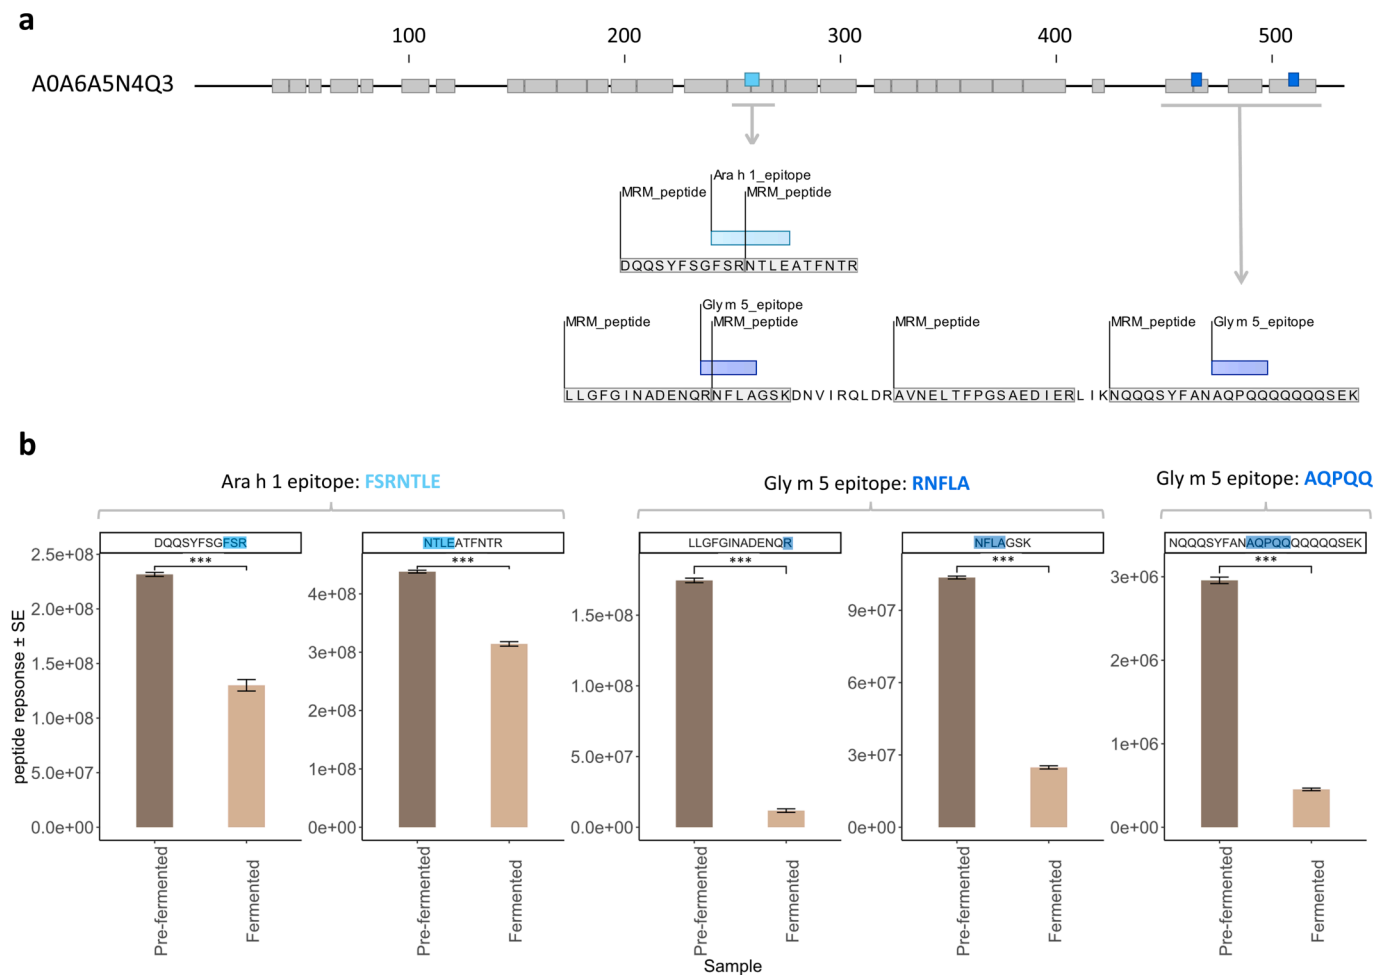 a
100 200 300 400 500
A0A6A5N4Q3
Ara h 1_epitope
MRM_peptide MRM_peptide
DQQSYFSGFSRNTLEATFNTR
Gly m 5_epitope
MRM_peptide MRM_peptide MRM_peptide MRM_peptide Gly m 5_epitope
LLGFGINADENQRNFLAGSKDNVIRQLDRAVNELTFPGSAEDIERLIKNQQQSYFANAQPQQQQQQQSEK
b
Ara h 1 epitope: FSRNTLE Gly m 5 epitope: RNFLA Gly m 5 epitope: AQPQQ
DQQSYFSGFSR NTLEATFNTR LLGFGINADENQR NFLAGSK NQQQSYFANAQPQQQQQQQSEK
*** *** *** *** ***
peptide repsonse ± SE
2.5e+08
2.0e+08
1.5e+08
1.0e+08
5.0e+07
0.0e+00
4e+08
3e+08
2e+08
1e+08
0e+00
1.5e+08
1.0e+08
5.0e+07
0.0e+00
9e+07
6e+07
3e+07
0e+00
3e+06
2e+06
1e+06
0e+00
Pre-fermented Fermented Pre-fermented Fermented Pre-fermented Fermented Pre-fermented Fermented Pre-fermented Fermented
Sample